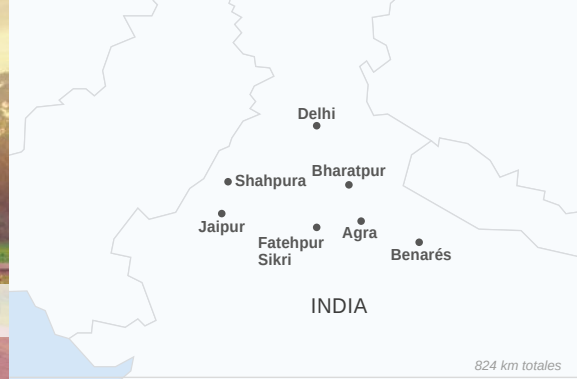 Delhi
Bharatpur
Shahpura
Jaipur
Agra
Fatehpur
Sikri
Benarés
INDIA
824 km totales